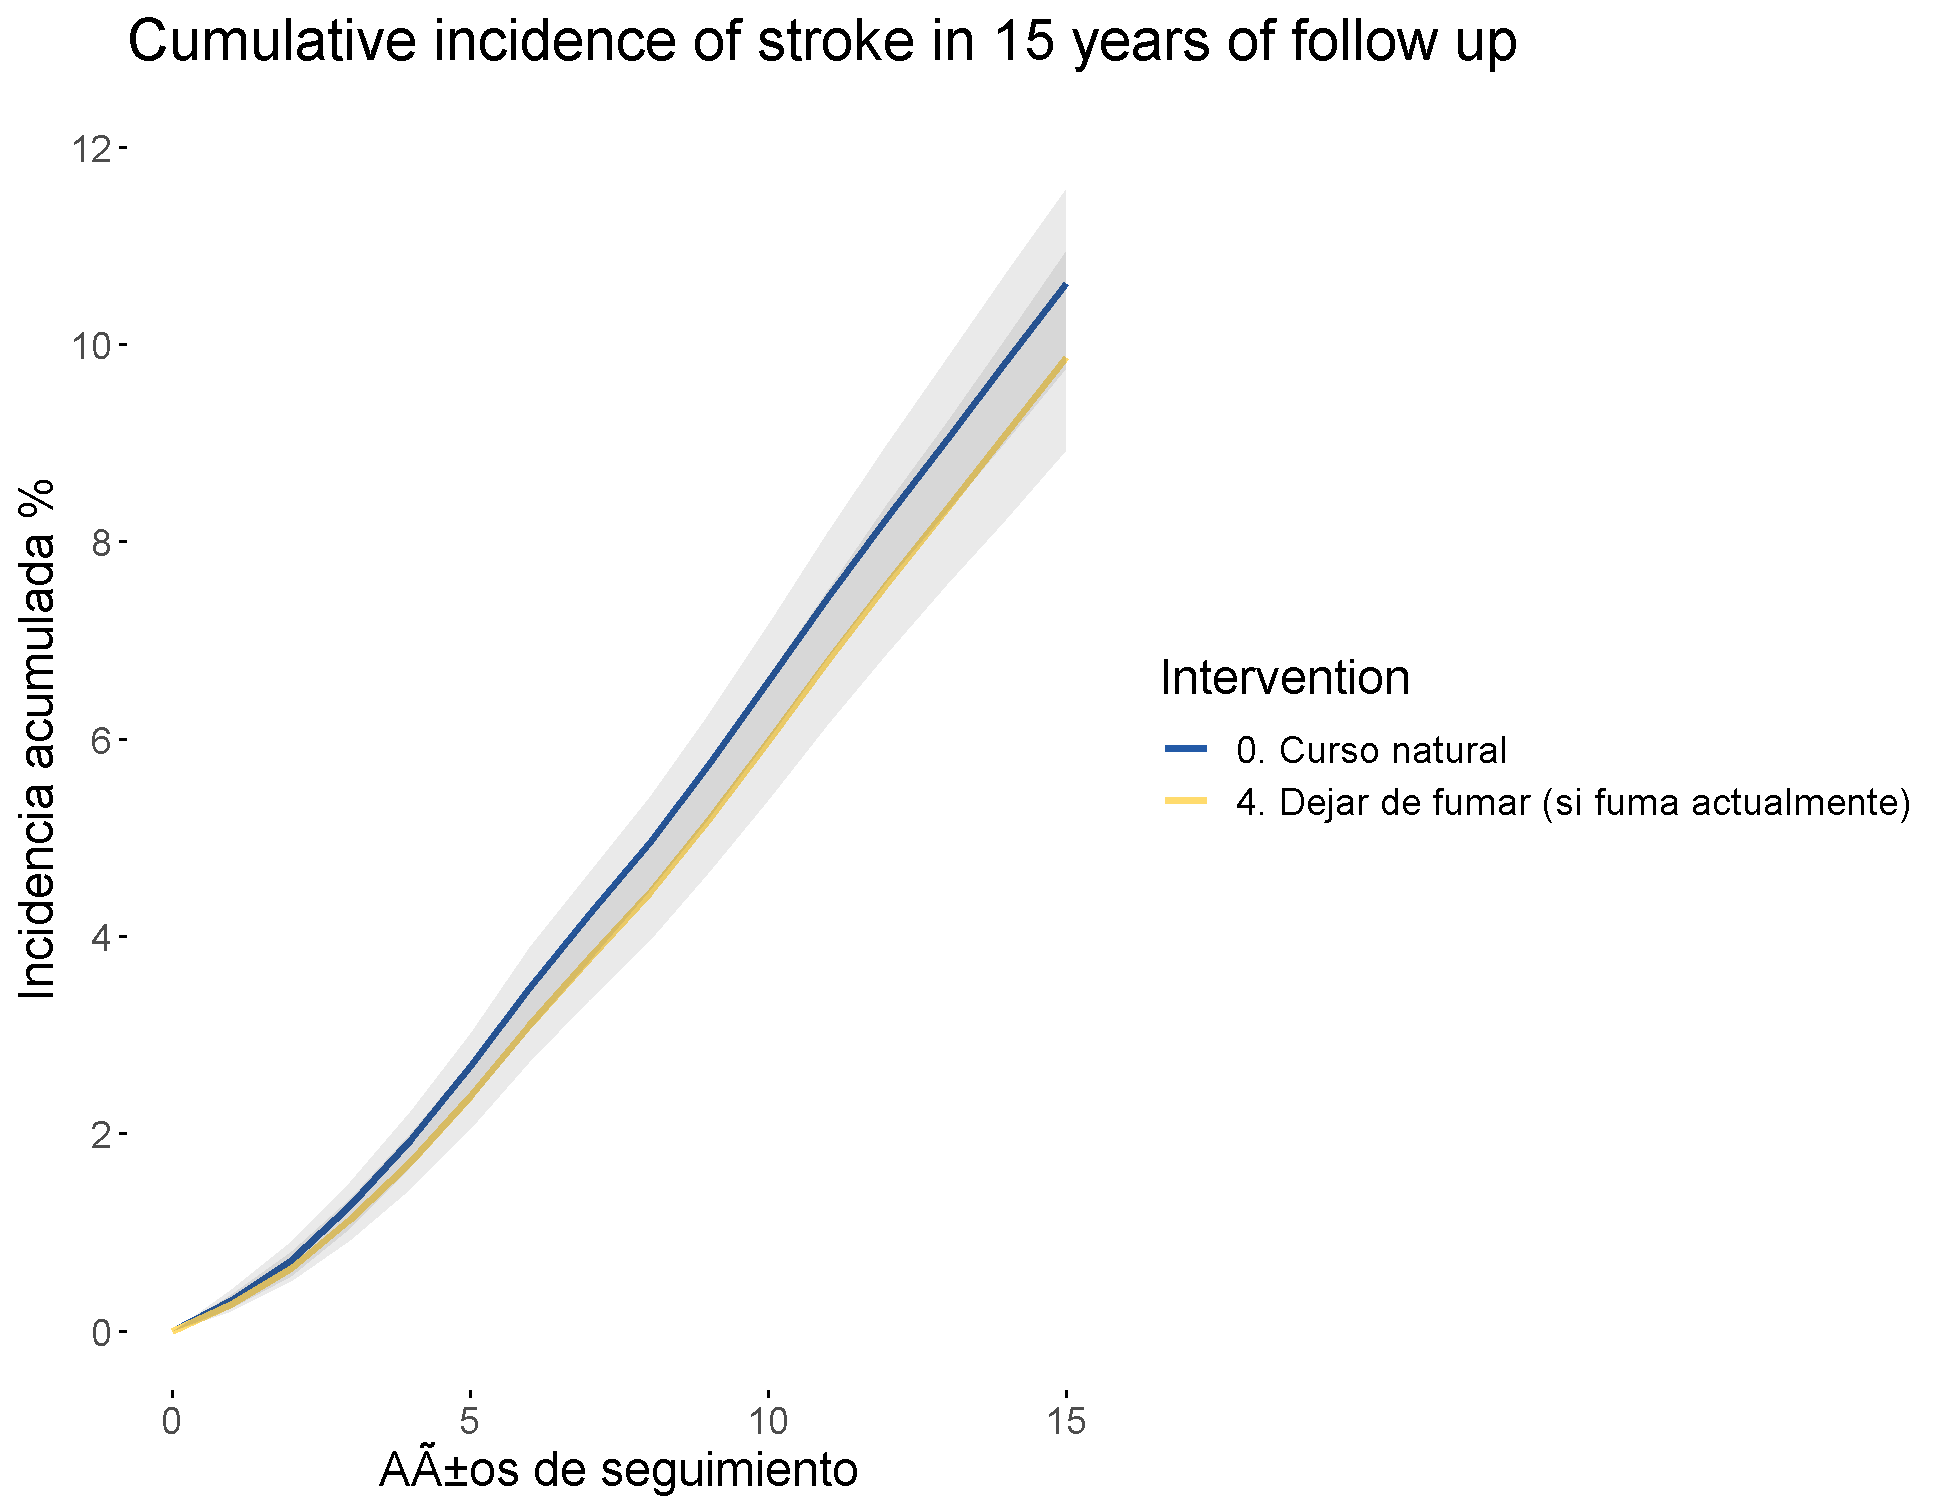 Cumulative incidence of stroke in 15 years of follow up
12
10
8
6
4
2
0
Incidencia acumulada %
0 5 10 15
AÃ±os de seguimiento
Intervention
0. Curso natural
4. Dejar de fumar (si fuma actualmente)